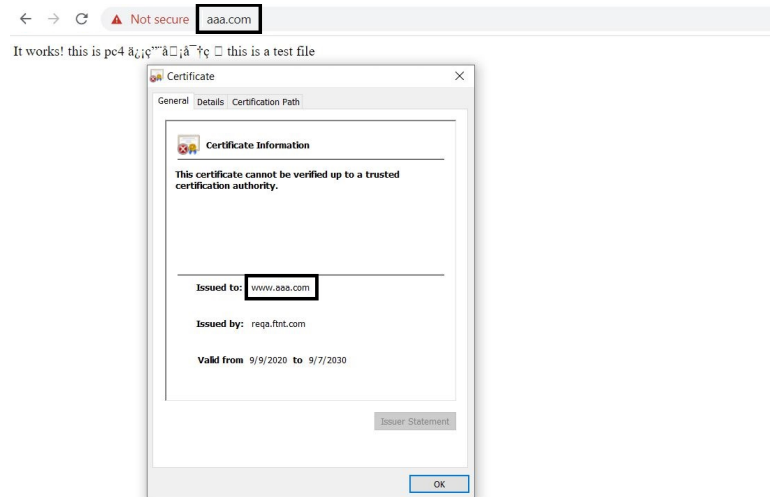 Not secure aaa.com
It works! this is pc4 ä¿¡ç”¨å□¡å¯†ç □ this is a test file
Certificate
General Details Certification Path
Certificate Information
This certificate cannot be verified up to a trusted
certification authority.
Issued to: www.aaa.com
Issued by: reqa.ftnt.com
Valid from 9/9/2020 to 9/7/2030
Issuer Statement
OK